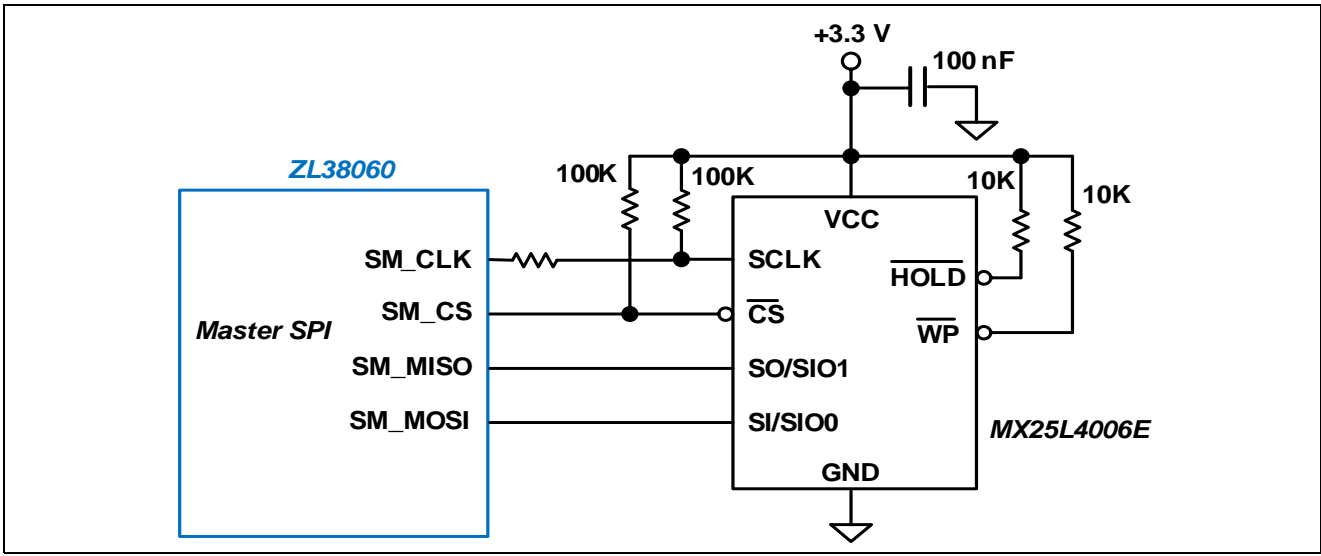 +3.3 V
100 nF
ZL38060
100K
100K
10K
10K
VCC
SM_CLK
SCLK
HOLD
SM_CS
CS
Master SPI
WP
SM_MISO
SO/SIO1
SM_MOSI
SI/SIO0
MX25L4006E
GND